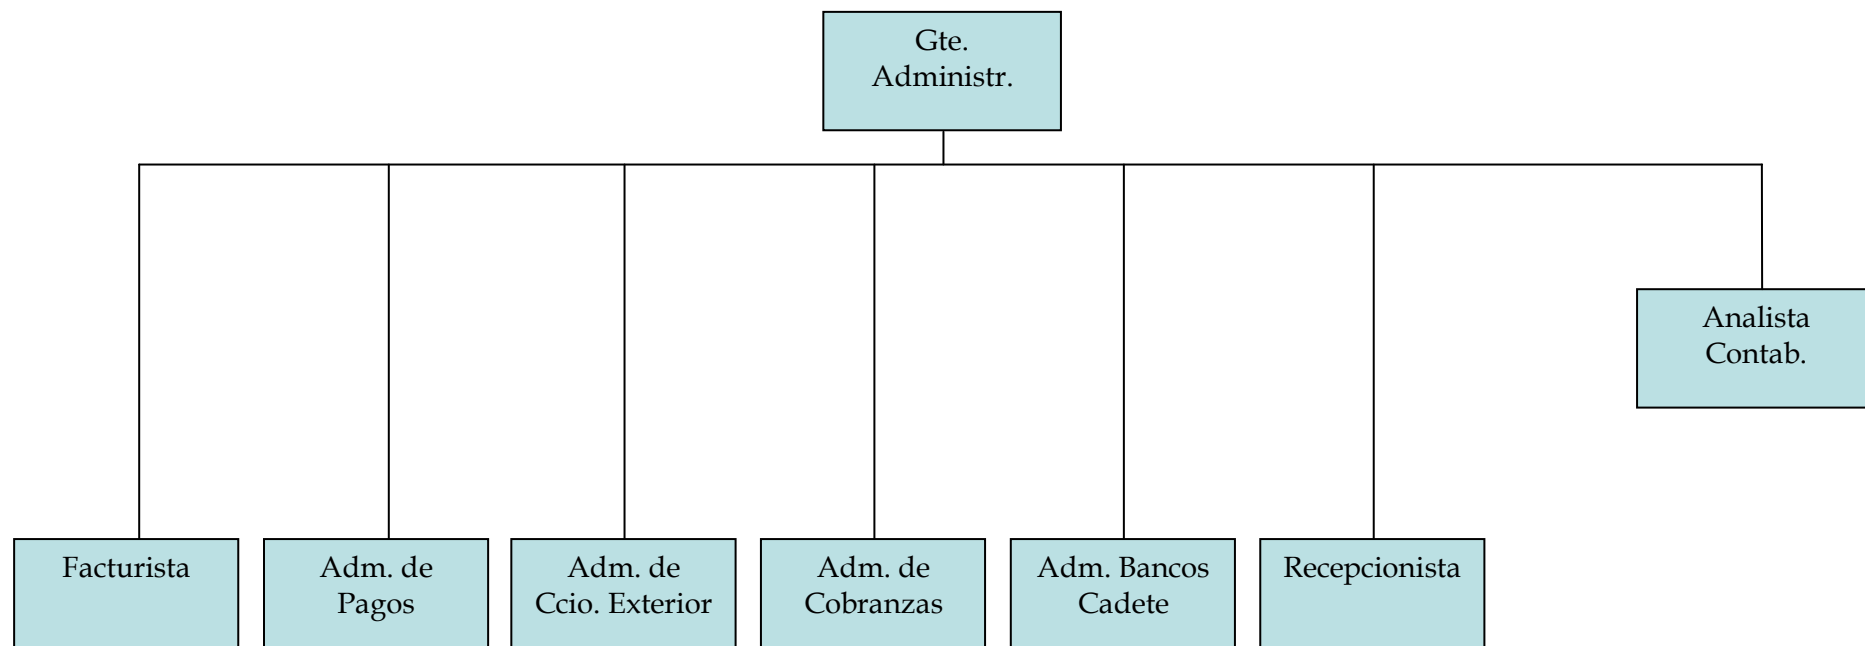 Gte.
Administr.
Analista
Contab.
Facturista
Adm. de
Pagos
Adm. de
Ccio. Exterior
Adm. de
Cobranzas
Adm. Bancos
Cadete
Recepcionista